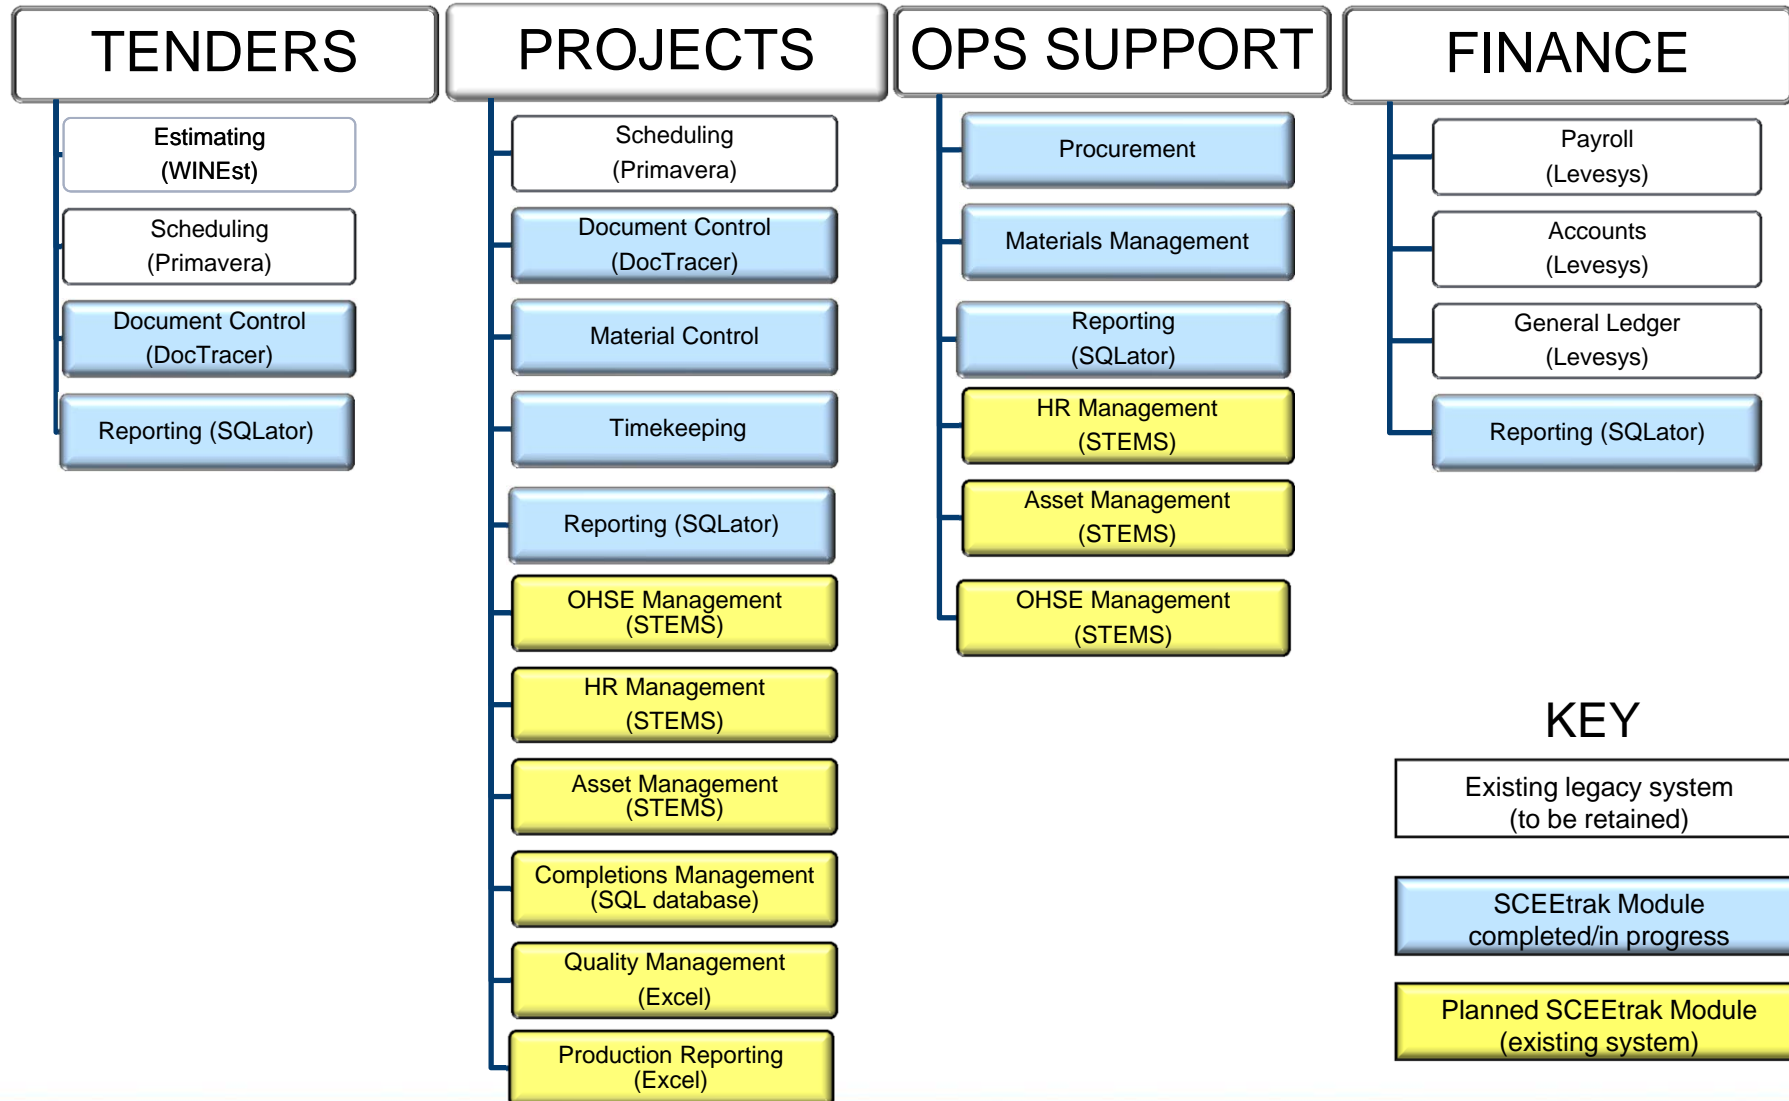 TENDERS
Estimating
(WINEst)
Scheduling
(Primavera)
Document Control
(DocTracer)
Reporting (SQLator)
PROJECTS
Scheduling
(Primavera)
Document Control
(DocTracer)
Material Control
Timekeeping
Reporting (SQLator)
OHSE Management
(STEMS)
HR Management
(STEMS)
Asset Management
(STEMS)
Completions Management
(SQL database)
Quality Management
(Excel)
Production Reporting
(Excel)
OPS SUPPORT
Procurement
Materials Management
Reporting
(SQLator)
HR Management
(STEMS)
Asset Management
(STEMS)
OHSE Management
(STEMS)
FINANCE
Payroll
(Levesys)
Accounts
(Levesys)
General Ledger
(Levesys)
Reporting (SQLator)
KEY
Existing legacy system
(to be retained)
SCEEtrak Module
completed/in progress
Planned SCEEtrak Module
(existing system)